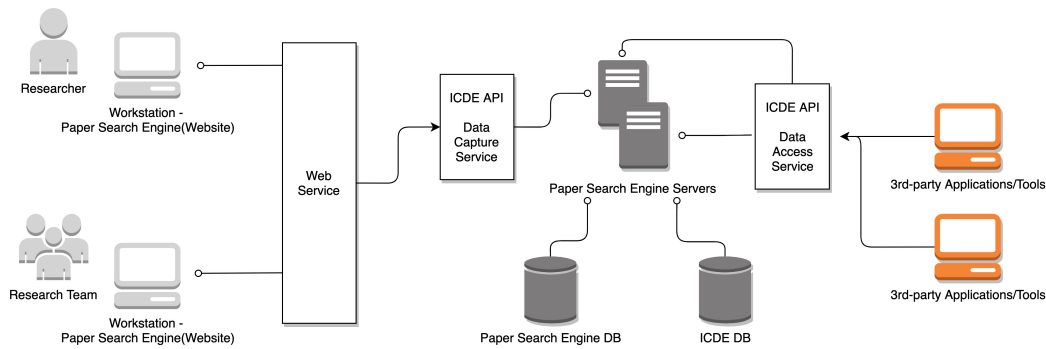 Researcher
Workstation -
Paper Search Engine(Website)
Research Team
Workstation -
Paper Search Engine(Website)
Web
Service
ICDE API
Data
Capture
Service
Paper Search Engine Servers
Paper Search Engine DB
ICDE DB
ICDE API
Data
Access
Service
3rd-party Applications/Tools
3rd-party Applications/Tools